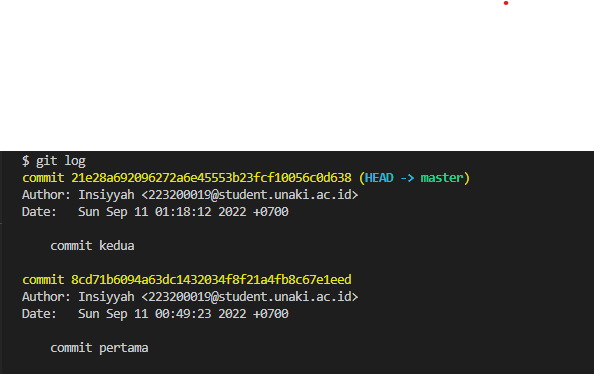 $ git log
commit 21e28a692096272a6e45553b23fcf10056c0d638 (HEAD -> master)
Author: Insiyyah <223200019@student.unaki.ac.id>
Date:   Sun Sep 11 01:18:12 2022 +0700
commit kedua
commit 8cd71b6094a63dc1432034f8f21a4fb8c67e1eed
Author: Insiyyah <223200019@student.unaki.ac.id>
Date:   Sun Sep 11 00:49:23 2022 +0700
commit pertama